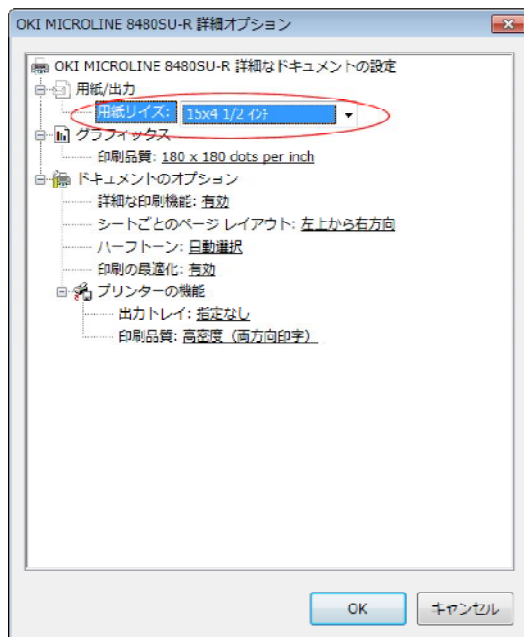 OKI MICROLINE 8480SU-R 詳細オプション
OKI MICROLINE 8480SU-R 詳細なドキュメントの設定
用紙/出力
用紙サイズ: 15x4 1/2 インチ
グラフィックス
印刷品質: 180 x 180 dots per inch
ドキュメントのオプション
詳細な印刷機能: 有効
シートごとのページ レイアウト: 左上から右方向
ハーフトーン: 自動選択
印刷の最適化: 有効
プリンターの機能
出力トレイ: 指定なし
印刷品質: 高密度（両方向印字）
OK
キャンセル